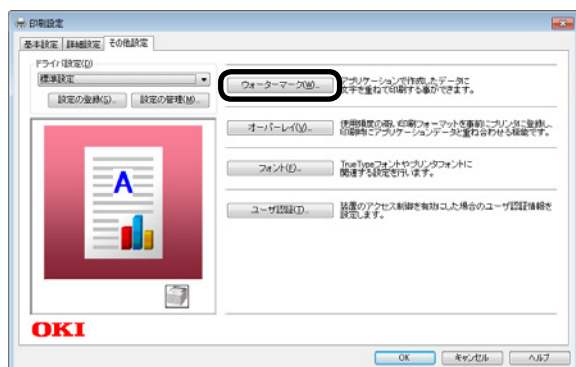 印刷設定
基本設定 詳細設定 その他設定
ドライバ設定(D)
標準設定
設定の登録(S)... 設定の管理(M)...
ウォーターマーク(W)...
アプリケーションで作成したデータに
文字を重ねて印刷する事ができます。
オーバーレイ(V)...
使用頻度の高い印刷フォーマットを事前にプリンタに登録し、
印刷時にアプリケーションデータと重ね合わせる機能です。
フォント(F)...
TrueTypeフォントやプリンタフォントに
関連する設定を行います。
ユーザ認証(T)...
装置のアクセス制御を有効にした場合のユーザ認証情報を
設定します。
A
OKI
OK キャンセル ヘルプ